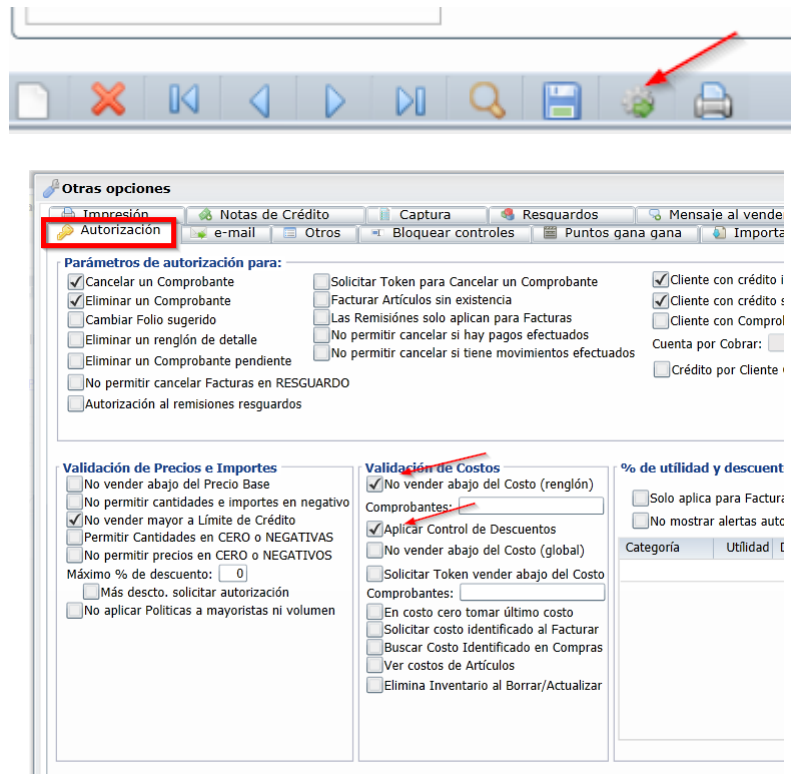 Otras opciones
Impresión Notas de Crédito Captura Resguardos Mensaje al vende
Autorización e-mail Otros Bloquear controles Puntos gana gana Importa
Parámetros de autorización para:
Cancelar un Comprobante Solicitar Token para Cancelar un Comprobante Cliente con crédito i
Eliminar un Comprobante Facturar Artículos sin existencia Cliente con crédito s
Cambiar Folio sugerido Las Remisiónes solo aplican para Facturas Cliente con Comprob
Eliminar un renglón de detalle No permitir cancelar si hay pagos efectuados Cuenta por Cobrar:
Eliminar un Comprobante pendiente No permitir cancelar si tiene movimientos efectuados
No permitir cancelar Facturas en RESGUARDO Crédito por Cliente
Autorización al remisiones resguardos
Validación de Precios e Importes
No vender abajo del Precio Base
No permitir cantidades e importes en negativo
No vender mayor a Límite de Crédito
Permitir Cantidades en CERO o NEGATIVAS
No permitir precios en CERO o NEGATIVOS
Máximo % de descuento: 0
Más descto. solicitar autorización
No aplicar Politicas a mayoristas ni volumen
Validación de Costos
No vender abajo del Costo (renglón)
Comprobantes:
Aplicar Control de Descuentos
No vender abajo del Costo (global)
Solicitar Token vender abajo del Costo
Comprobantes:
En costo cero tomar último costo
Solicitar costo identificado al Facturar
Buscar Costo Identificado en Compras
Ver costos de Artículos
Elimina Inventario al Borrar/Actualizar
% de utilidad y descuent
Solo aplica para Factura
No mostrar alertas auto
Categoría Utílidad D